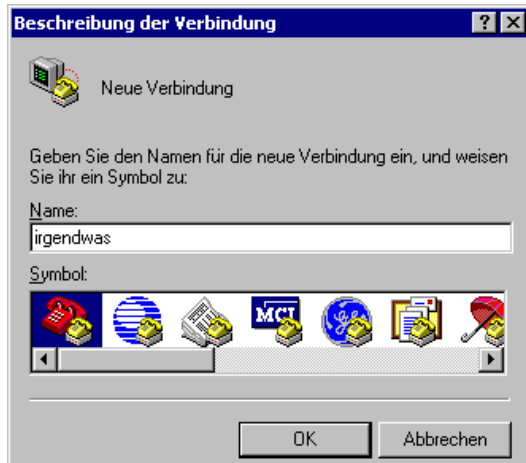 Beschreibung der Verbindung
Neue Verbindung
Geben Sie den Namen für die neue Verbindung ein, und weisen
Sie ihr ein Symbol zu:
Name:
irgendwas
Symbol:
MCI
OK
Abbrechen